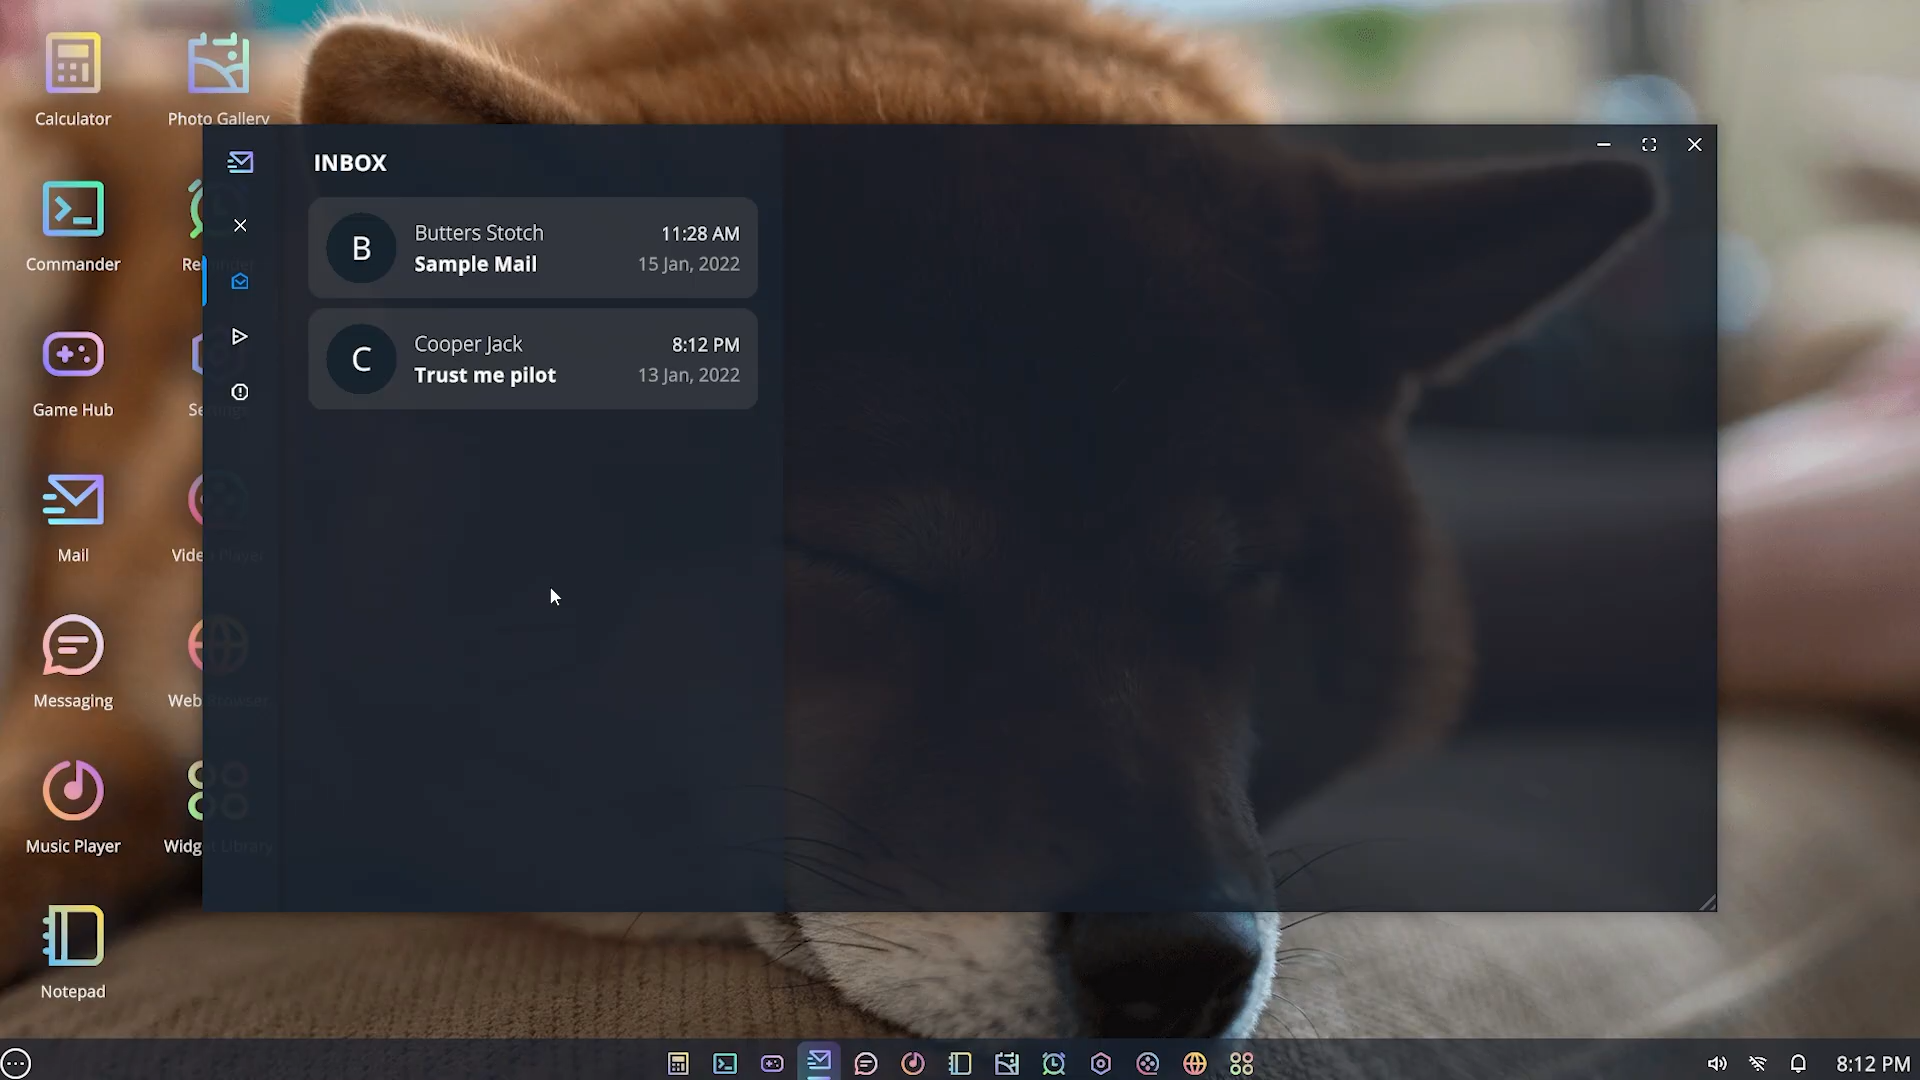 Calculator
Photo Gallery
Commander
Reminder
Game Hub
Settings
Mail
Video Player
Messaging
Web Browser
Music Player
Widget Library
Notepad
INBOX
B
Butters Stotch
11:28 AM
Sample Mail
15 Jan, 2022
C
Cooper Jack
8:12 PM
Trust me pilot
13 Jan, 2022
8:12 PM